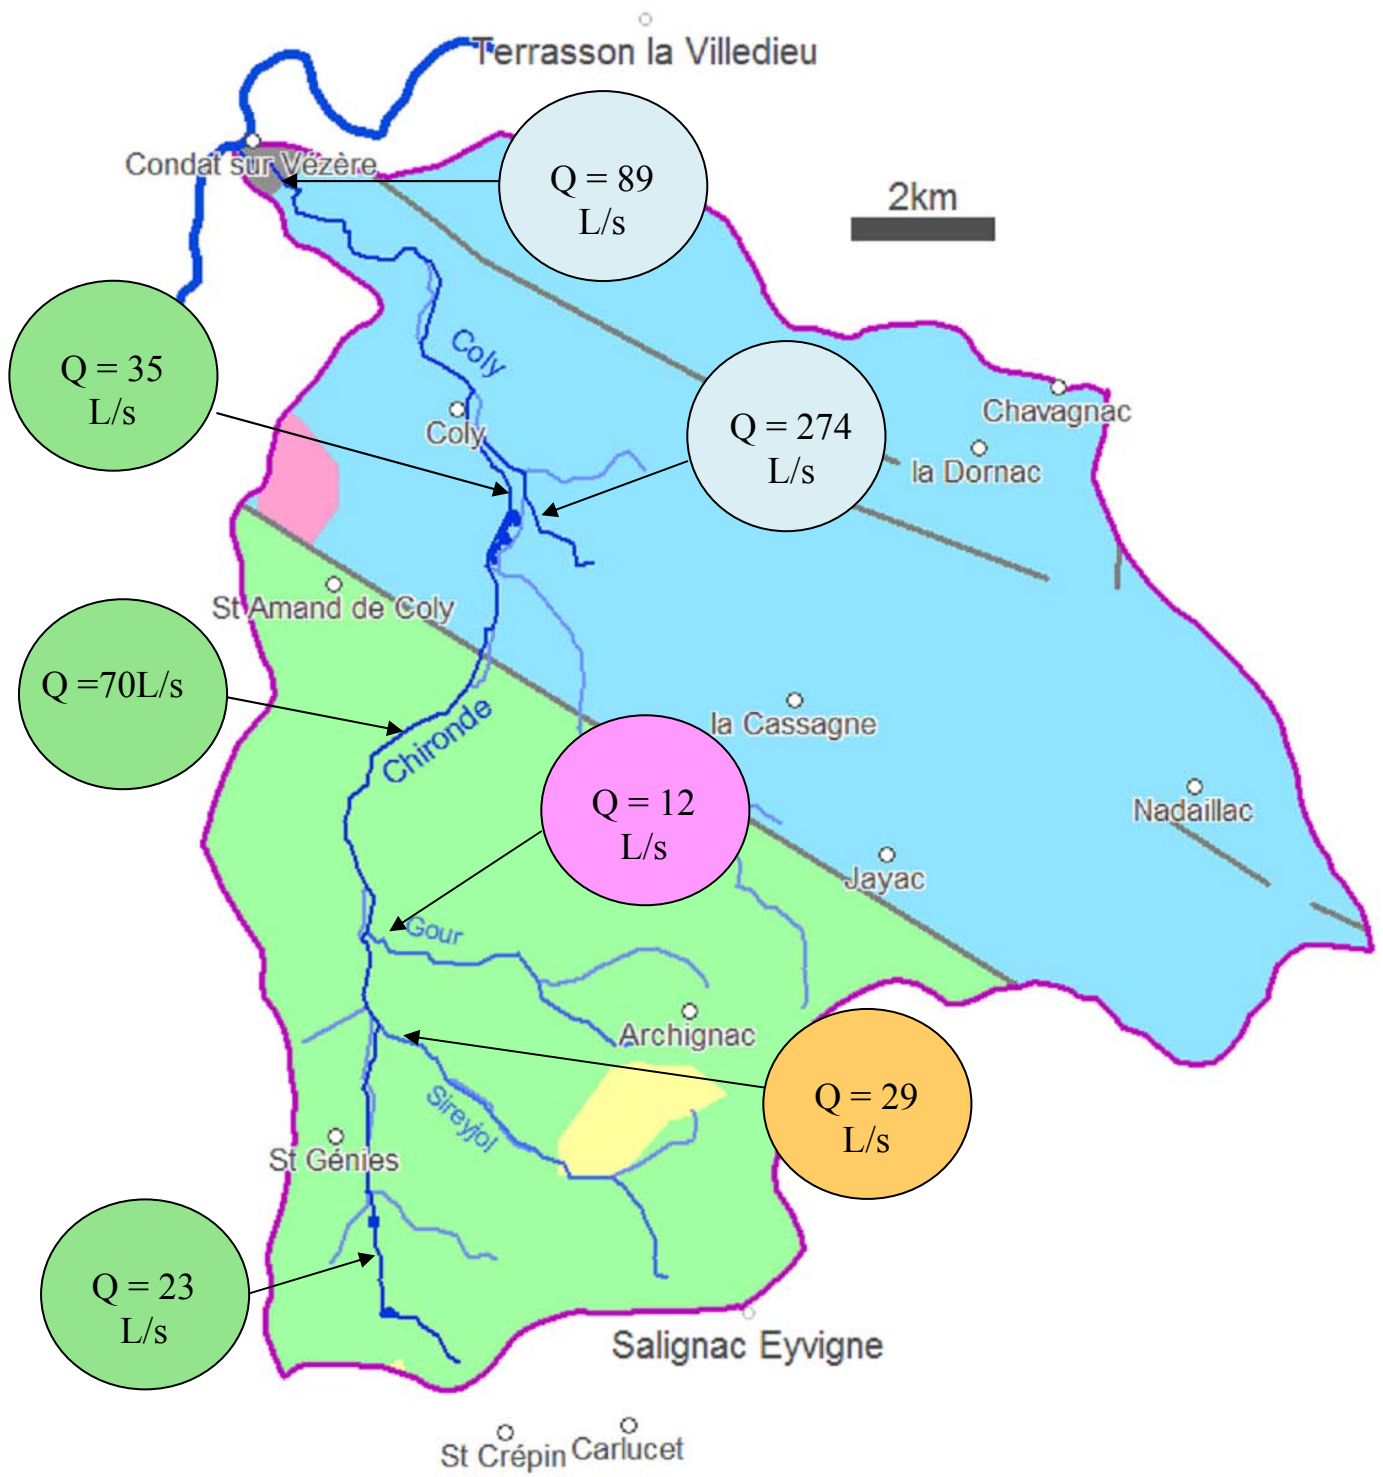 Terrasson la Villedieu
Condat sur Vézère
Q = 89
L/s
2km
Q = 35
L/s
Coly
Coly
Q = 274
L/s
Chavagnac
la Dornac
St Amand de Coly
Q =70L/s
Chironde
la Cassagne
Q = 12
L/s
Nadaillac
Jayac
Gour
Archignac
Sireyjol
Q = 29
L/s
St Génies
Q = 23
L/s
Salignac Eyvigne
St Crépin
Carlucet